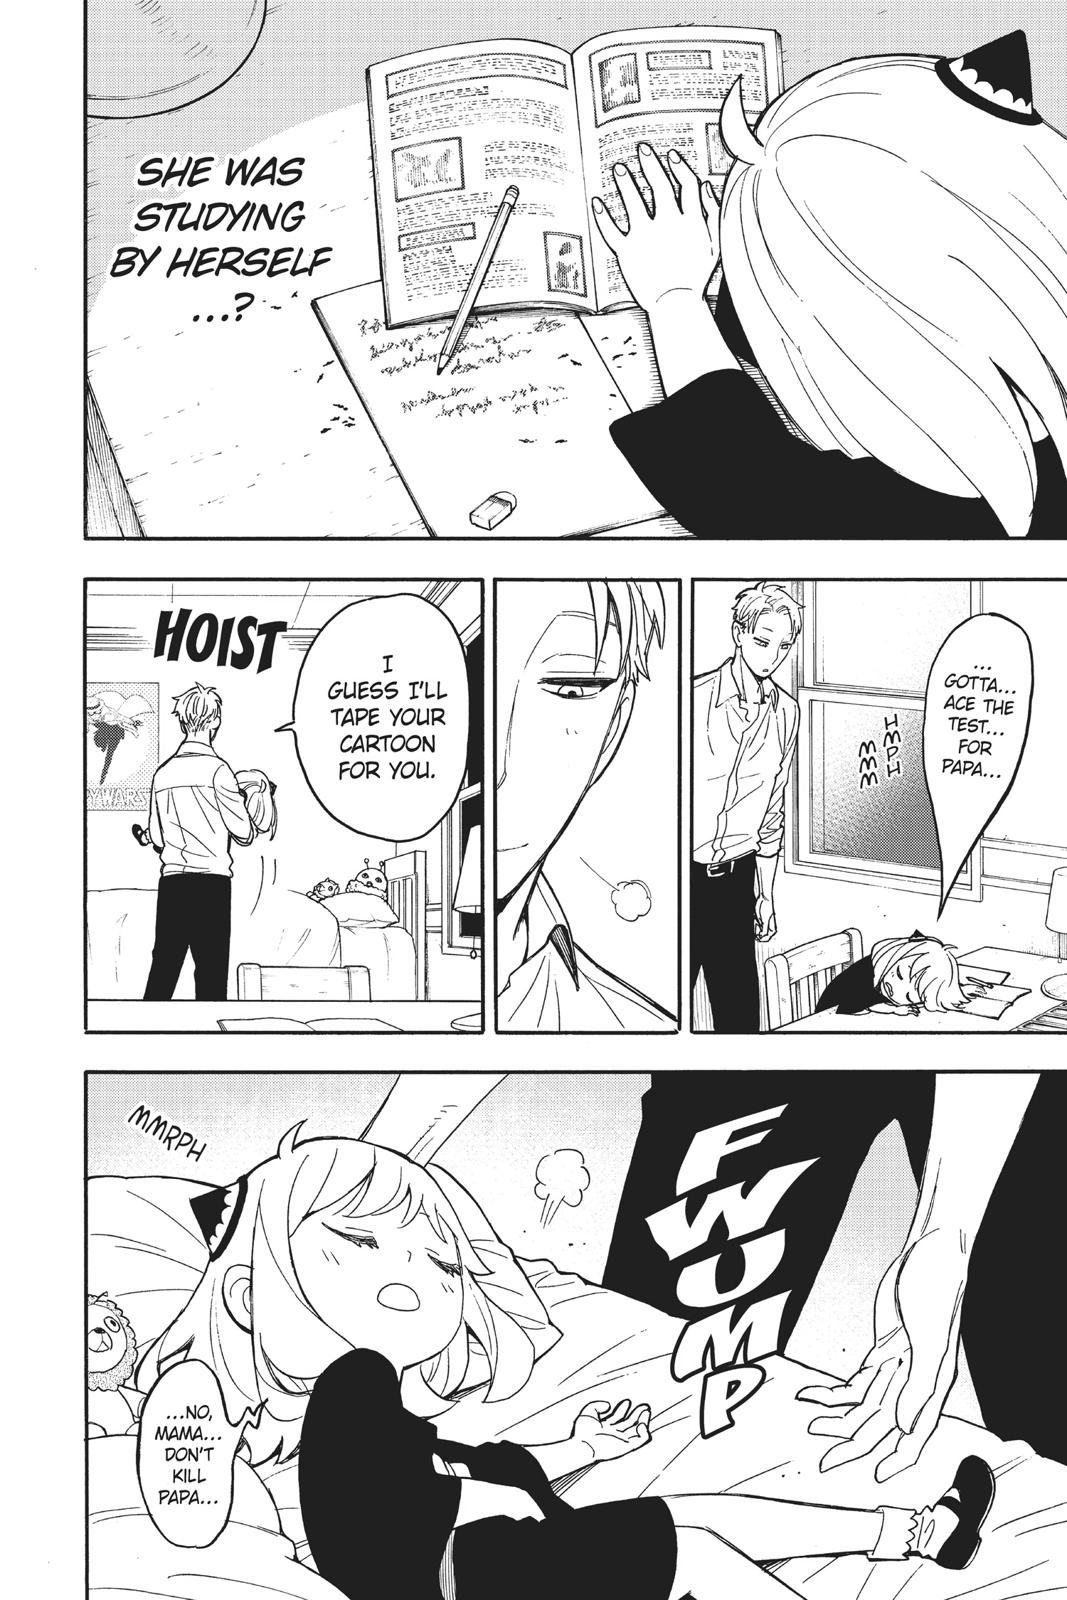 SHE WAS
STUDYING
BY HERSELF
...?
...
GOTTA...
ACE THE
TEST...
FOR
PAPA...
HMPH
MMM
I
GUESS I'LL
TAPE YOUR
CARTOON
FOR YOU.
HOIST
YWARS
MMRPH
FWUMP
...NO,
MAMA...
DON'T
KILL
PAPA...